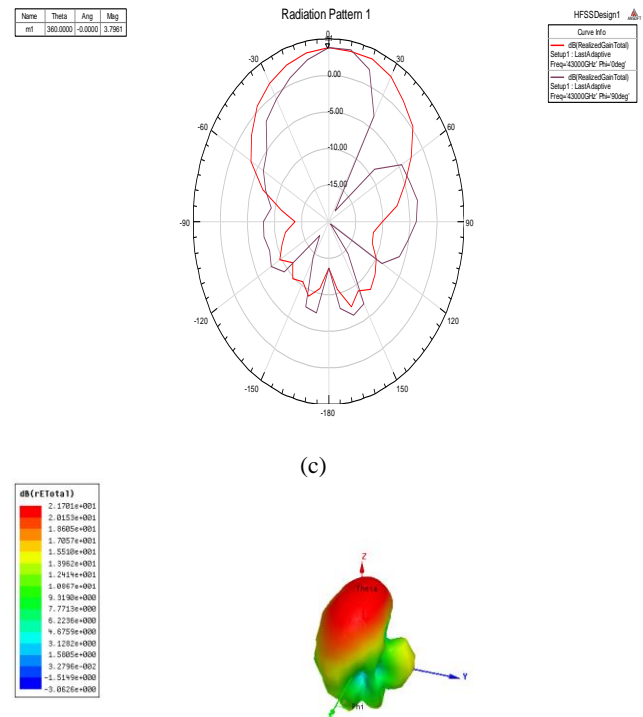 Radiation Pattern 1
HFSSDesign1
Name Theta Ang Mag
m1 360.0000 -0.0000 3.7961
Curve Info
dB(RealizedGainTotal)
Setup1 : LastAdaptive
Freq='43000GHz' Phi='0deg'
dB(RealizedGainTotal)
Setup1 : LastAdaptive
Freq='43000GHz' Phi='90deg'
m1
0
-30 30
0.00
-5.00
-60 60
-10.00
-15.00
-90 90
-120 120
-150 150
-180
(c)
dB(rETotal)
2.1701e+001
2.0153e+001
1.8605e+001
1.7057e+001
1.5510e+001
1.3962e+001
1.2414e+001
1.0867e+001
9.3190e+000
7.7713e+000
6.2236e+000
4.6759e+000
3.1282e+000
1.5805e+000
3.2796e-002
-1.5149e+000
-3.0626e+000
Z
Theta
Y
Phi